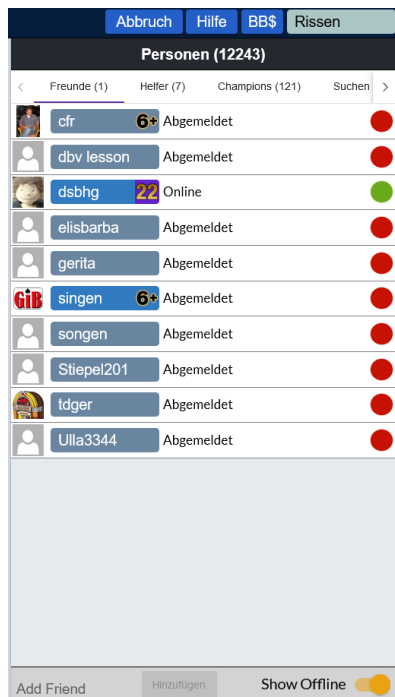 Abbruch Hilfe BB$ Rissen
Personen (12243)
Freunde (1) Helfer (7) Champions (121) Suchen
cfr 6+ Abgemeldet
dbv lesson Abgemeldet
dsbhg 22 Online
elisbarba Abgemeldet
gerita Abgemeldet
GiB singen 6+ Abgemeldet
songen Abgemeldet
Stiepel201 Abgemeldet
tdger Abgemeldet
Ulla3344 Abgemeldet
Add Friend Hinzufügen Show Offline